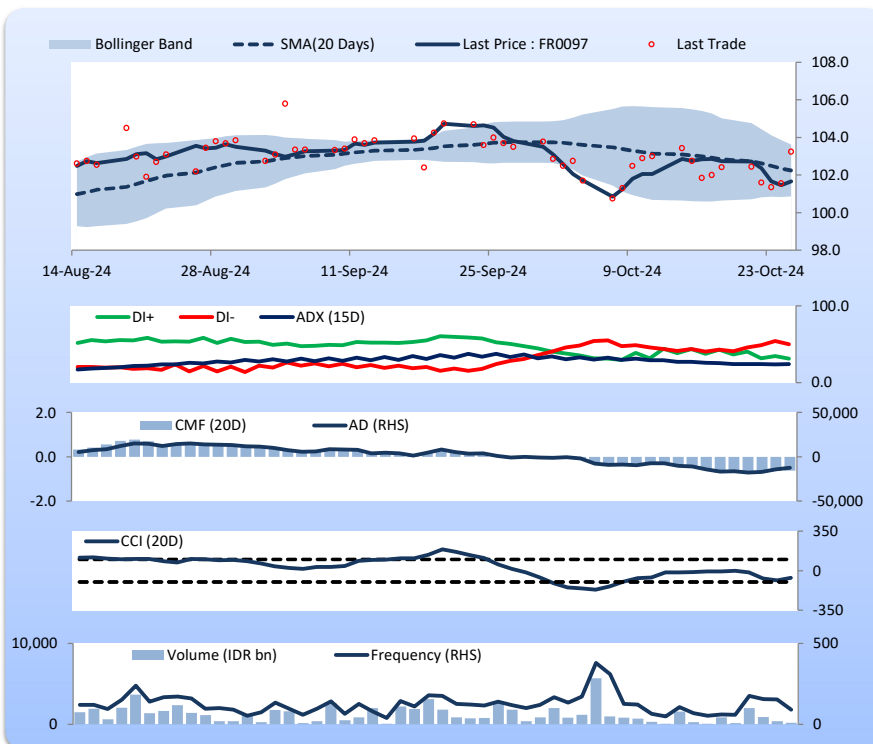 Bollinger Band SMA(20 Days) Last Price : FR0097 Last Trade
108.0
106.0
104.0
102.0
100.0
98.0
14-Aug-24 28-Aug-24 11-Sep-24 25-Sep-24 9-Oct-24 23-Oct-24
DI+ DI- ADX (15D)
100.0
0.0
CMF (20D) AD (RHS)
2.0 50,000
0.0 0
-2.0 -50,000
CCI (20D)
350
0
-350
Volume (IDR bn) Frequency (RHS)
10,000 500
0 0